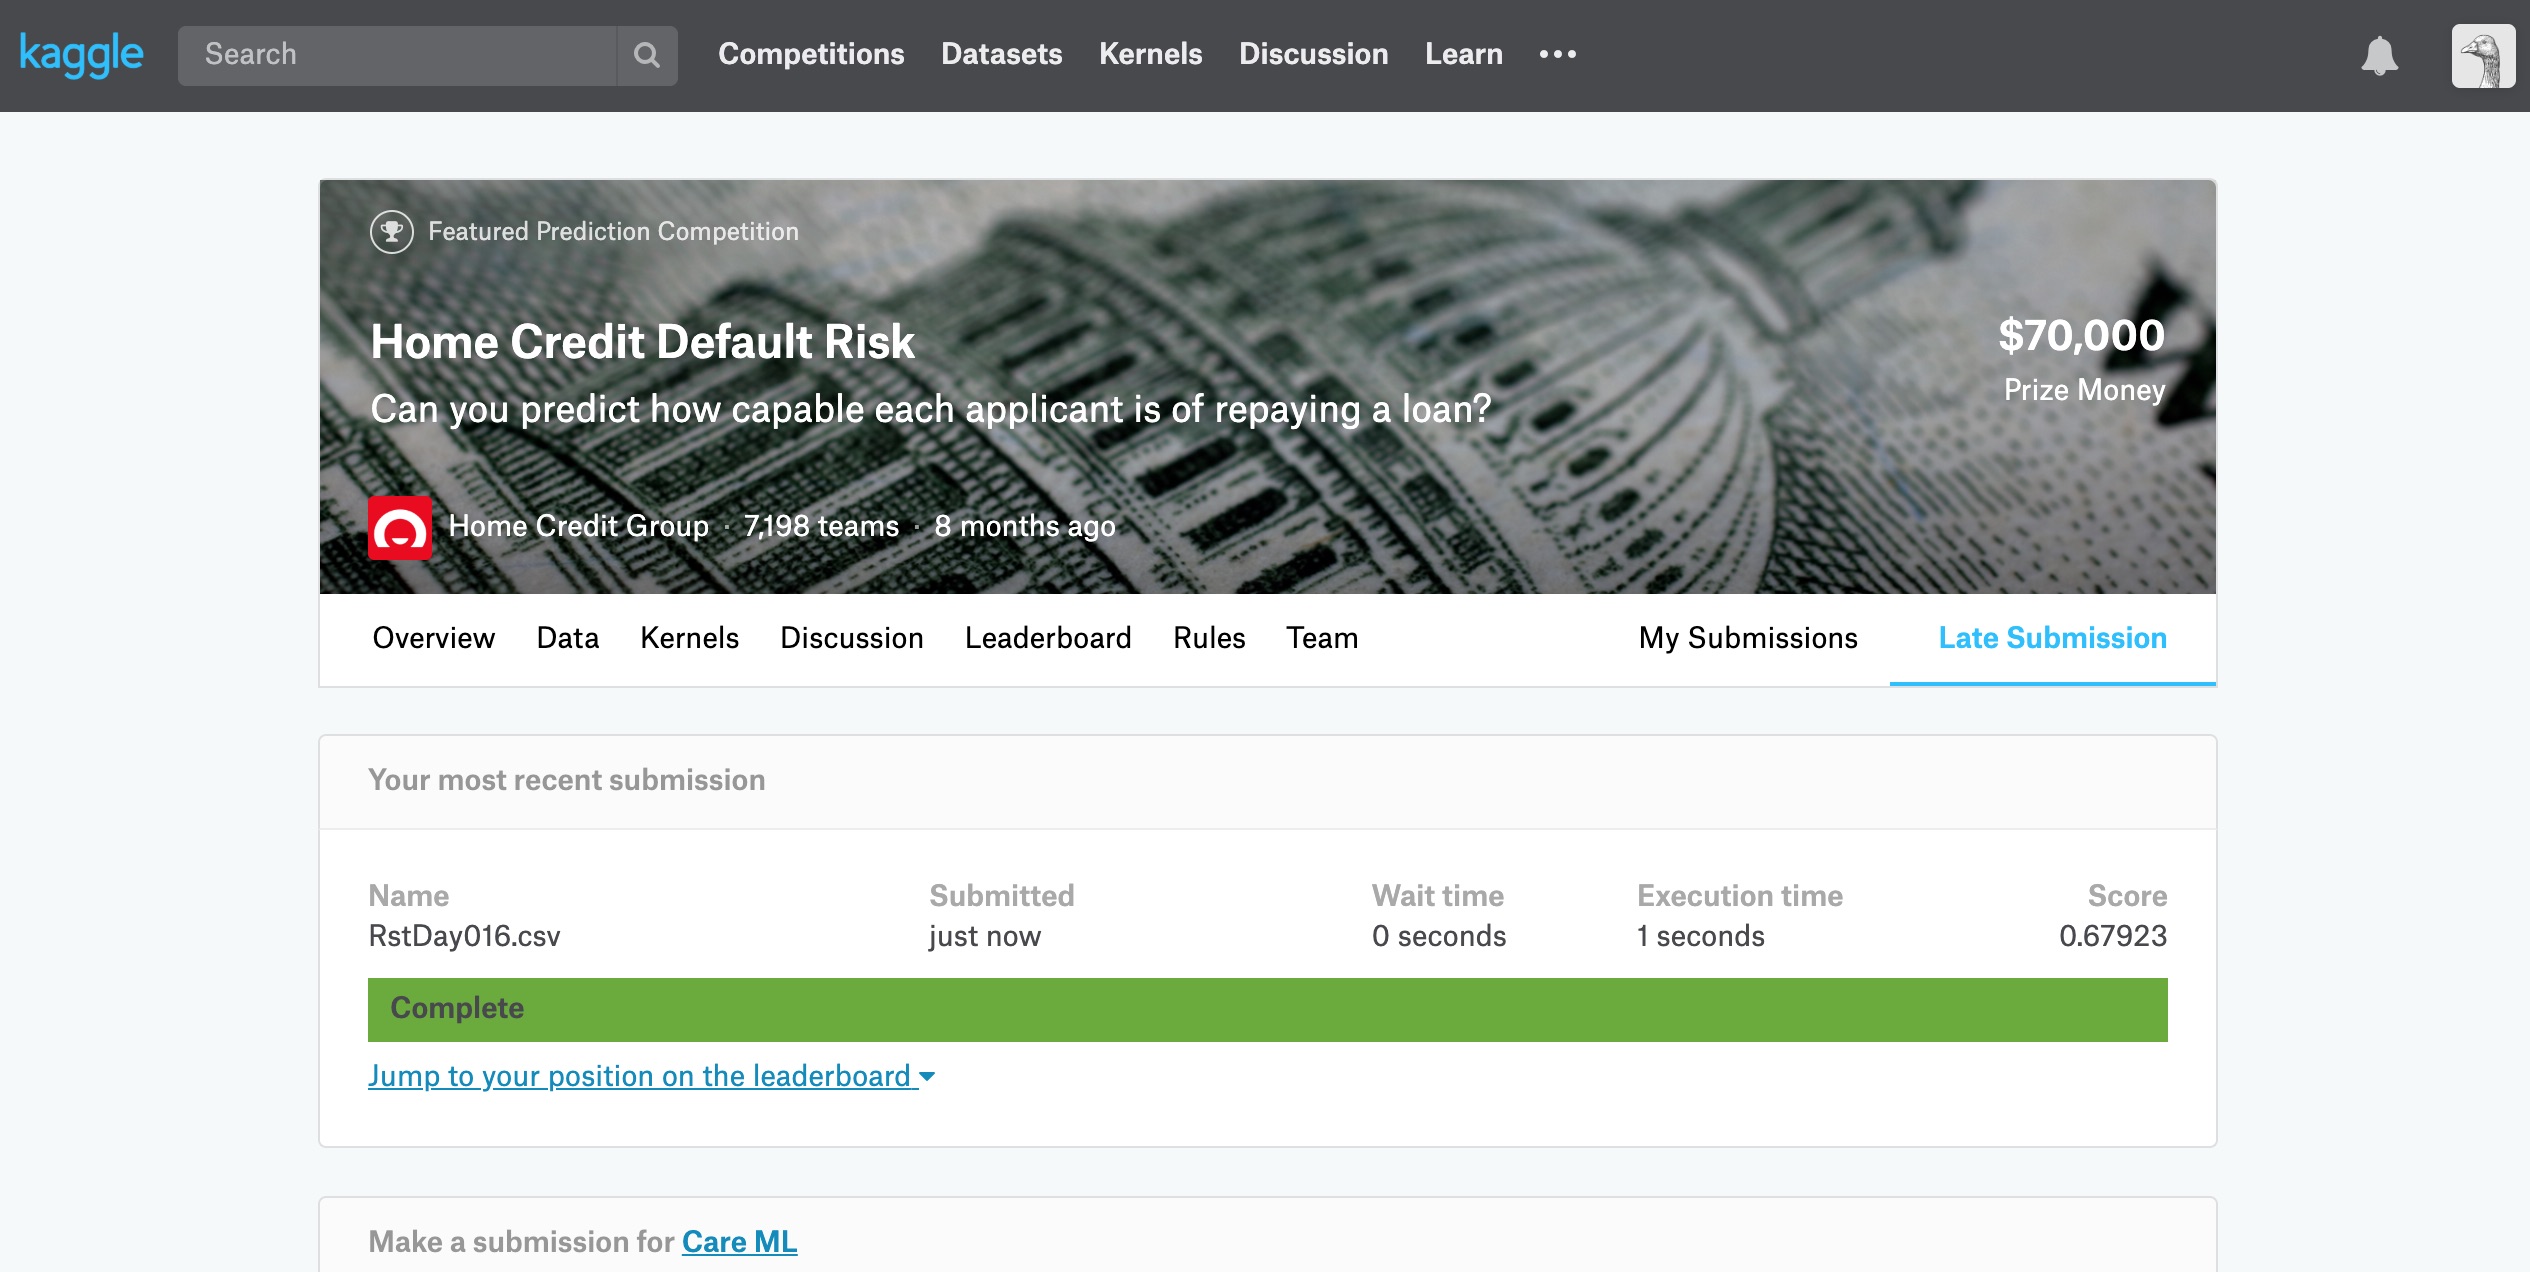 kaggle Search Competitions Datasets Kernels Discussion Learn
Featured Prediction Competition
Home Credit Default Risk
$70,000
Can you predict how capable each applicant is of repaying a loan?
Prize Money
Home Credit Group · 7,198 teams · 8 months ago
Overview Data Kernels Discussion Leaderboard Rules Team My Submissions Late Submission
Your most recent submission
Name Submitted Wait time Execution time Score
RstDay016.csv just now 0 seconds 1 seconds 0.67923
Complete
Jump to your position on the leaderboard
Make a submission for Care ML